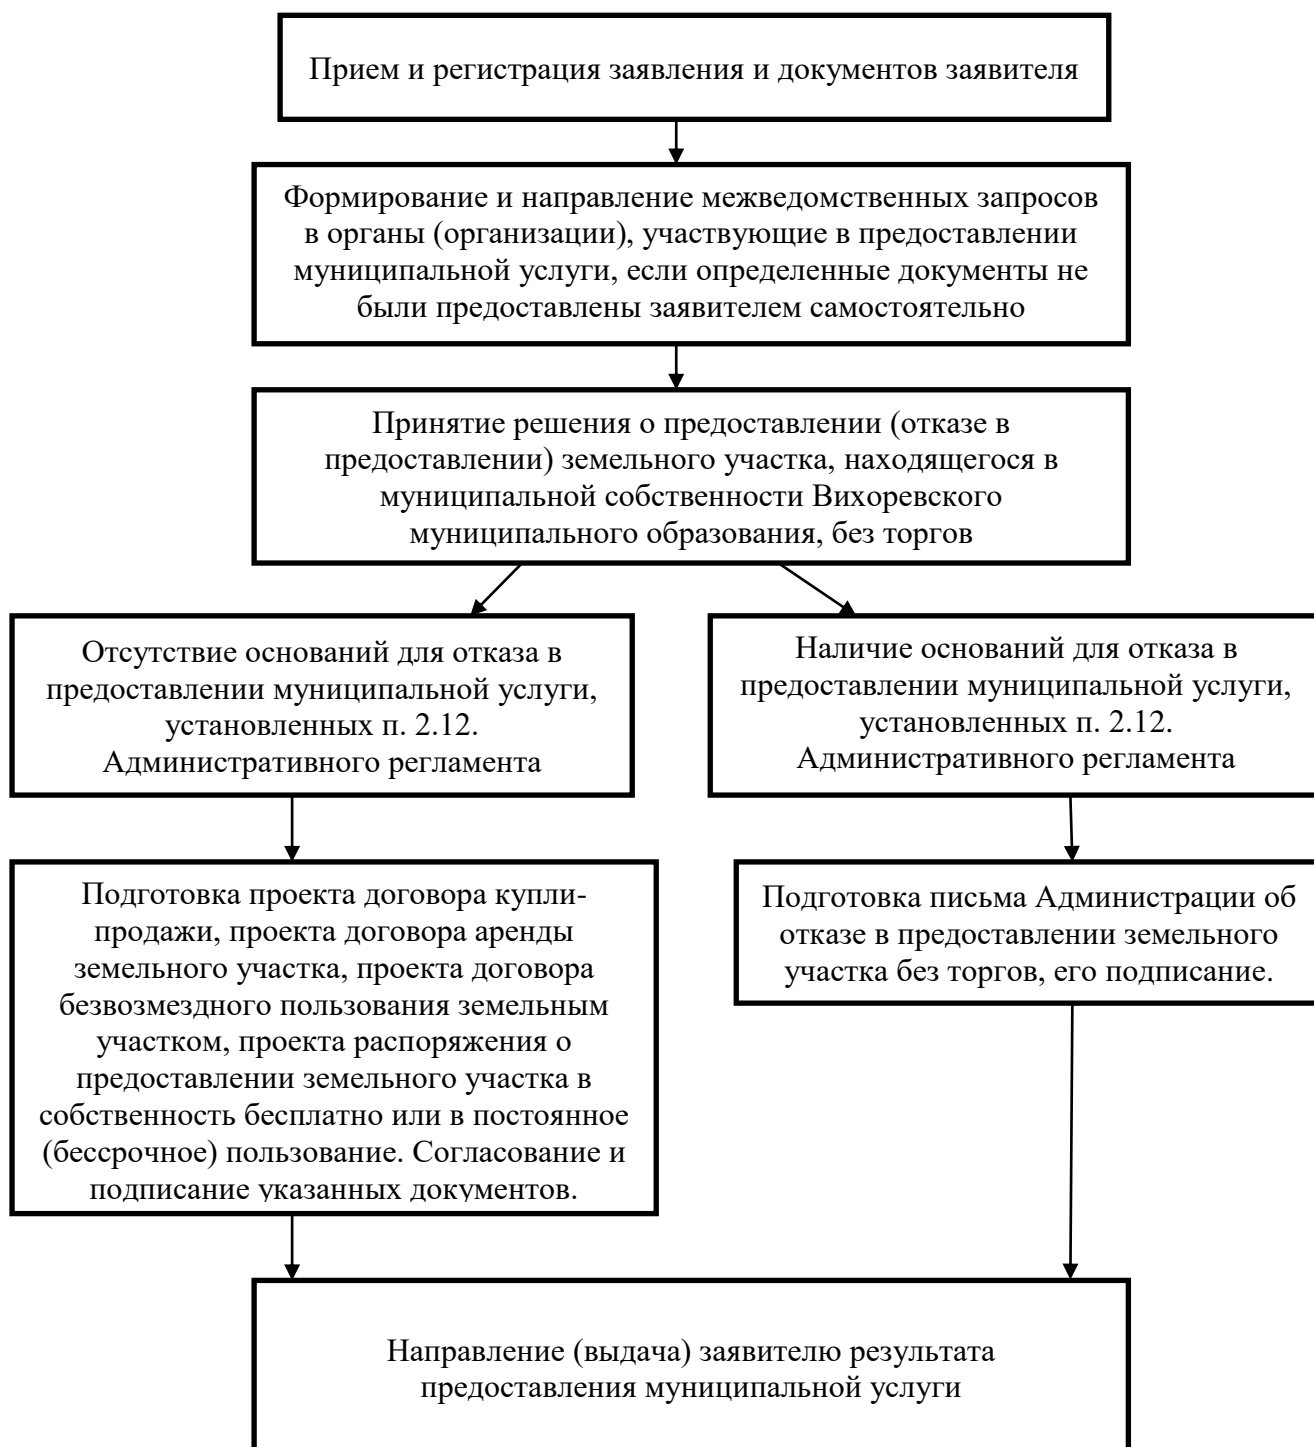 Прием и регистрация заявления и документов заявителя
Формирование и направление межведомственных запросов
в органы (организации), участвующие в предоставлении
муниципальной услуги, если определенные документы не
были предоставлены заявителем самостоятельно
Принятие решения о предоставлении (отказе в
предоставлении) земельного участка, находящегося в
муниципальной собственности Вихоревского
муниципального образования, без торгов
Отсутствие оснований для отказа в
предоставлении муниципальной услуги,
установленных п. 2.12.
Административного регламента
Наличие оснований для отказа в
предоставлении муниципальной услуги,
установленных п. 2.12.
Административного регламента
Подготовка проекта договора купли-
продажи, проекта договора аренды
земельного участка, проекта договора
безвозмездного пользования земельным
участком, проекта распоряжения о
предоставлении земельного участка в
собственность бесплатно или в постоянное
(бессрочное) пользование. Согласование и
подписание указанных документов.
Подготовка письма Администрации об
отказе в предоставлении земельного
участка без торгов, его подписание.
Направление (выдача) заявителю результата
предоставления муниципальной услуги